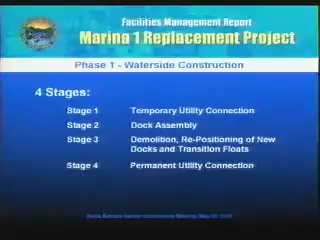 Facilities Management Report
Marina 1 Replacement Project
Phase 1 - Waterside Construction
4 Stages:
Stage 1 Temporary Utility Connection
Stage 2 Dock Assembly
Stage 3 Demolition, Re-Positioning of New
Docks and Transition Floats
Stage 4 Permanent Utility Connection